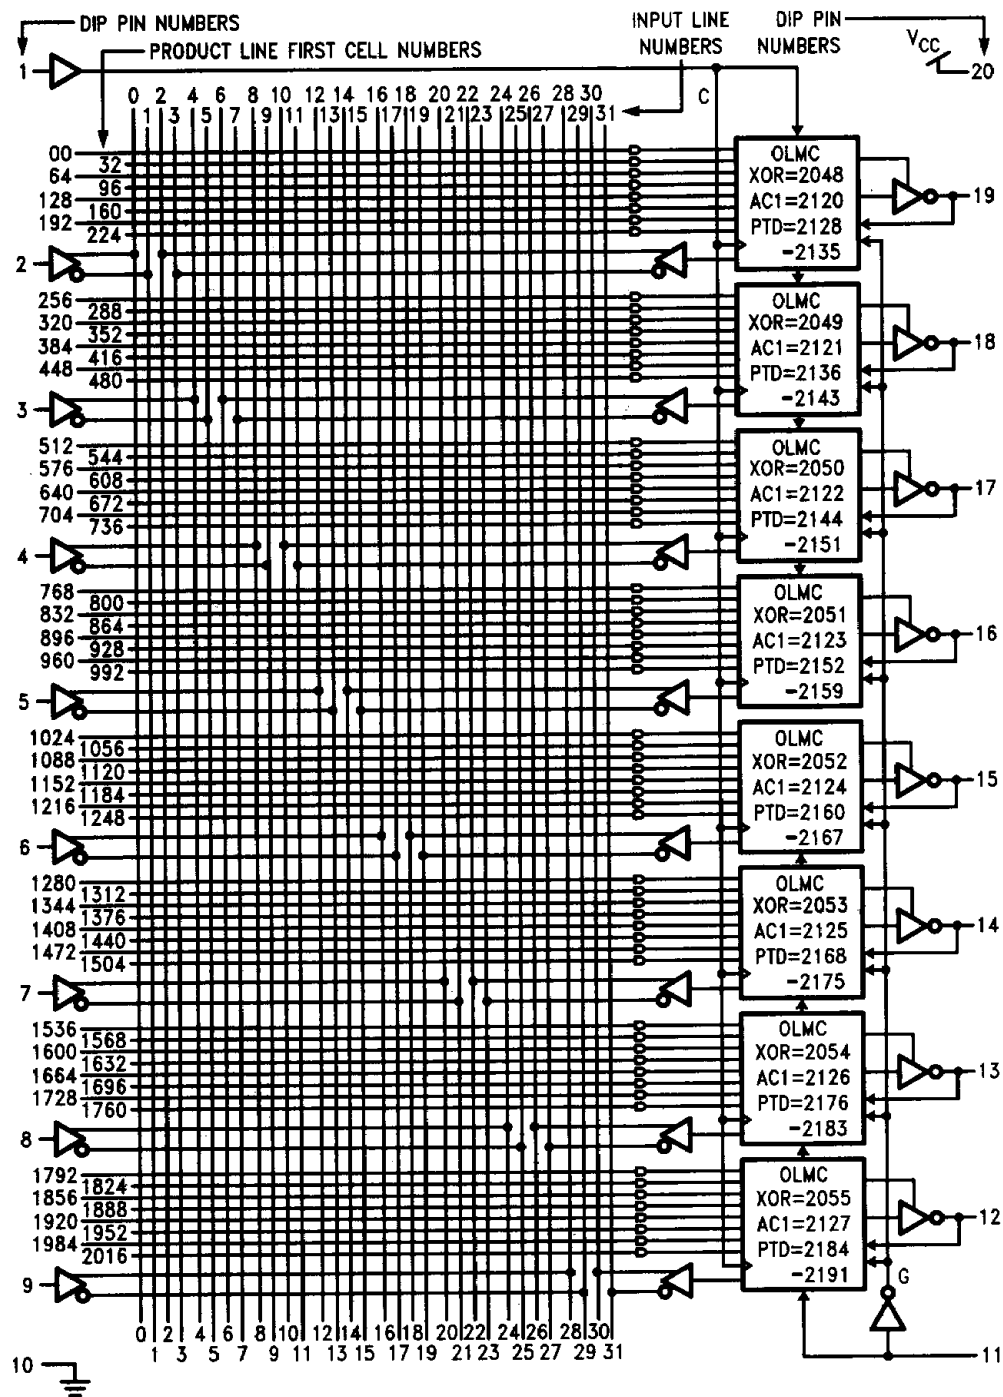 DIP PIN NUMBERS
PRODUCT LINE FIRST CELL NUMBERS
INPUT LINE NUMBERS
DIP PIN NUMBERS
VCC
20
1
C
0 2 4 6 8 10 12 14 16 18 20 22 24 26 28 30
1 3 5 7 9 11 13 15 17 19 21 23 25 27 29 31
00
32
64
96
128
160
192
224
OLMC
XOR=2048
AC1=2120
PTD=2128
-2135
19
2
256
288
320
352
384
416
448
480
OLMC
XOR=2049
AC1=2121
PTD=2136
-2143
18
3
512
544
576
608
640
672
704
736
OLMC
XOR=2050
AC1=2122
PTD=2144
-2151
17
4
768
800
832
864
896
928
960
992
OLMC
XOR=2051
AC1=2123
PTD=2152
-2159
16
5
1024
1056
1088
1120
1152
1184
1216
1248
OLMC
XOR=2052
AC1=2124
PTD=2160
-2167
15
6
1280
1312
1344
1376
1408
1440
1472
1504
OLMC
XOR=2053
AC1=2125
PTD=2168
-2175
14
7
1536
1568
1600
1632
1664
1696
1728
1760
OLMC
XOR=2054
AC1=2126
PTD=2176
-2183
13
8
1792
1824
1856
1888
1920
1952
1984
2016
OLMC
XOR=2055
AC1=2127
PTD=2184
-2191
12
9
G
0 2 4 6 8 10 12 14 16 18 20 22 24 26 28 30
1 3 5 7 9 11 13 15 17 19 21 23 25 27 29 31
10
11